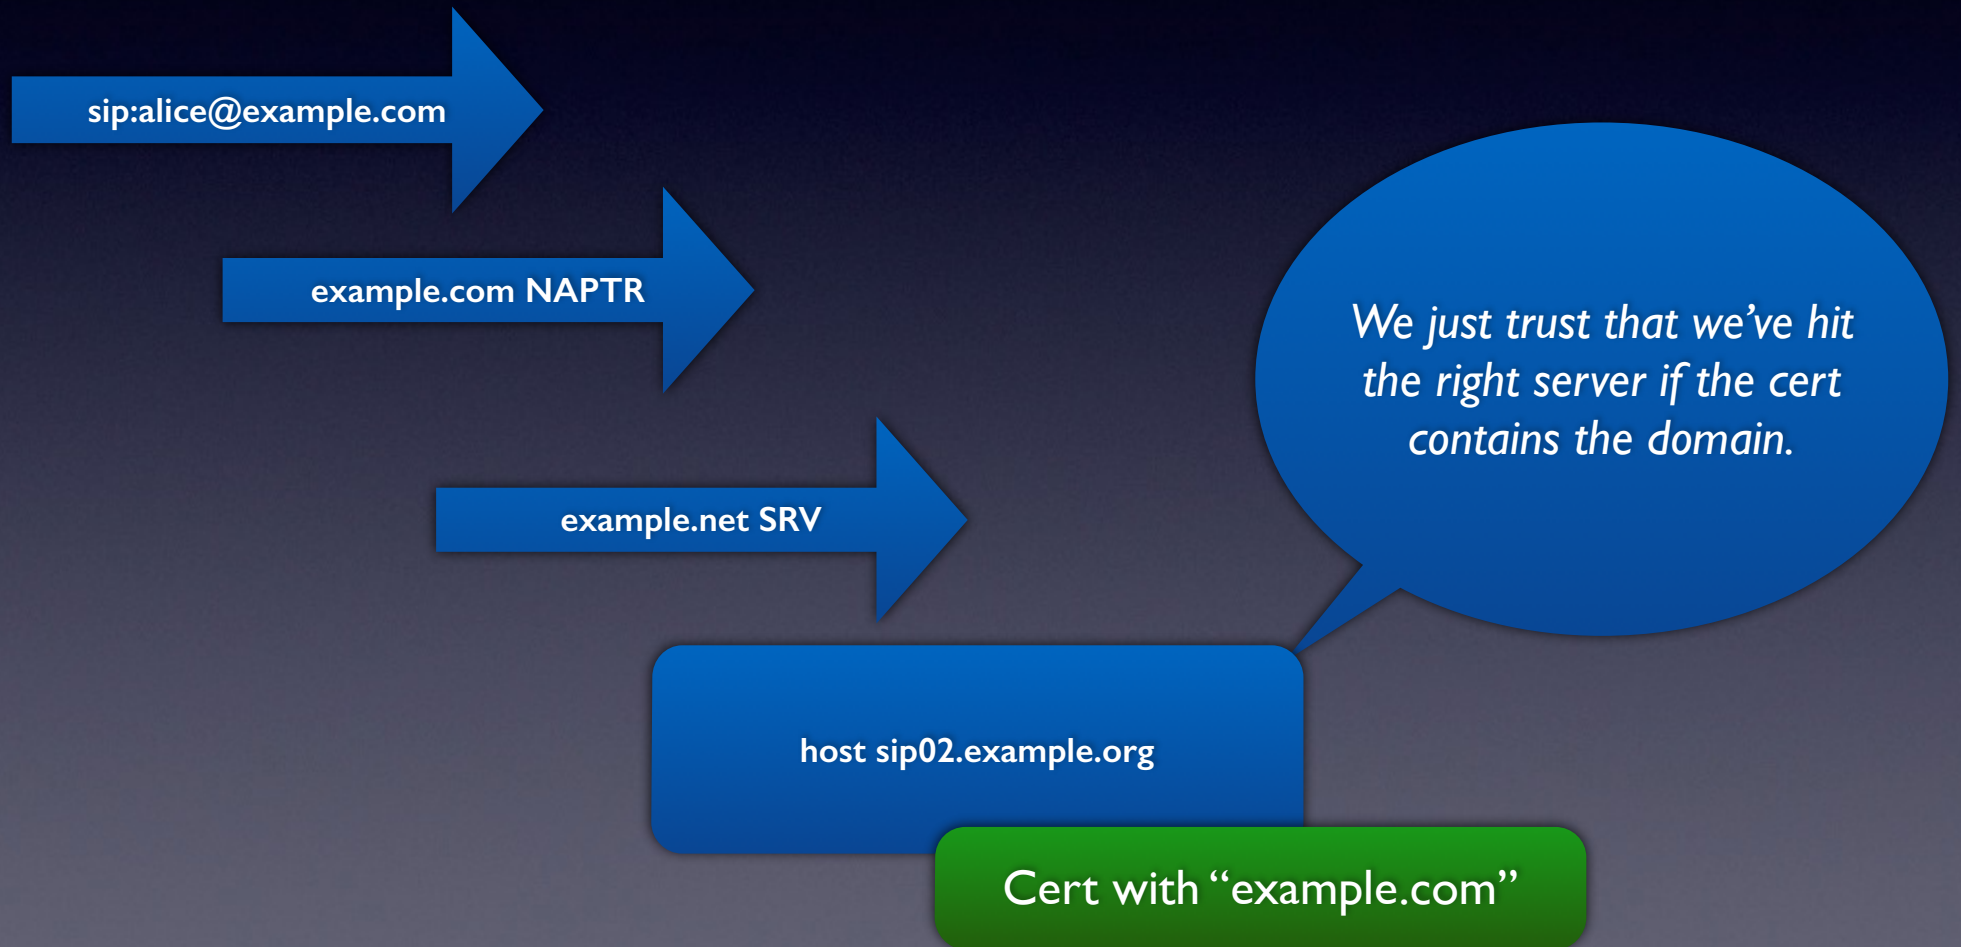 sip:alice@example.com
example.com NAPTR
We just trust that we’ve hit
the right server if the cert
contains the domain.
example.net SRV
host sip02.example.org
Cert with “example.com”